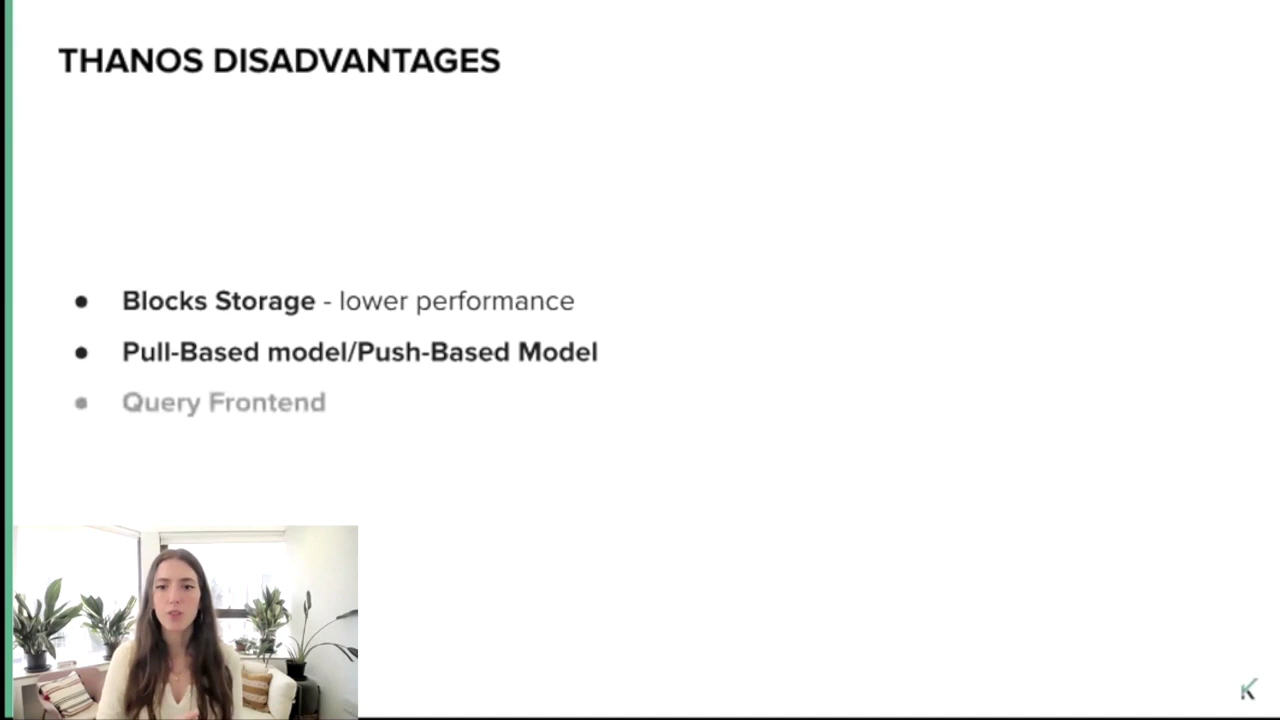 THANOS DISADVANTAGES
● Blocks Storage - lower performance
● Pull-Based model/Push-Based Model
● Query Frontend